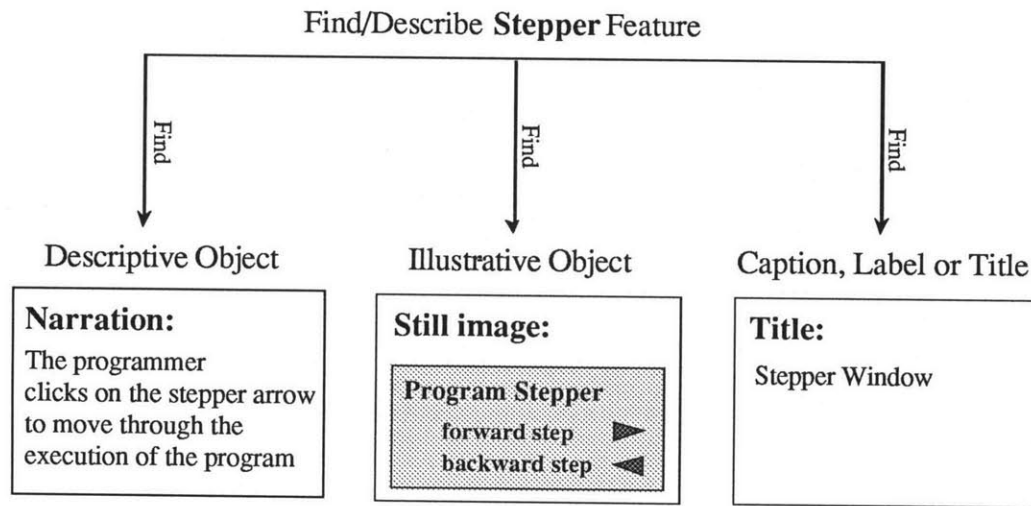 Find/Describe Stepper Feature
Find
Find
Find
Descriptive Object
Illustrative Object
Caption, Label or Title
Narration:
The programmer
clicks on the stepper arrow
to move through the
execution of the program
Still image:
Program Stepper
forward step
backward step
Title:
Stepper Window